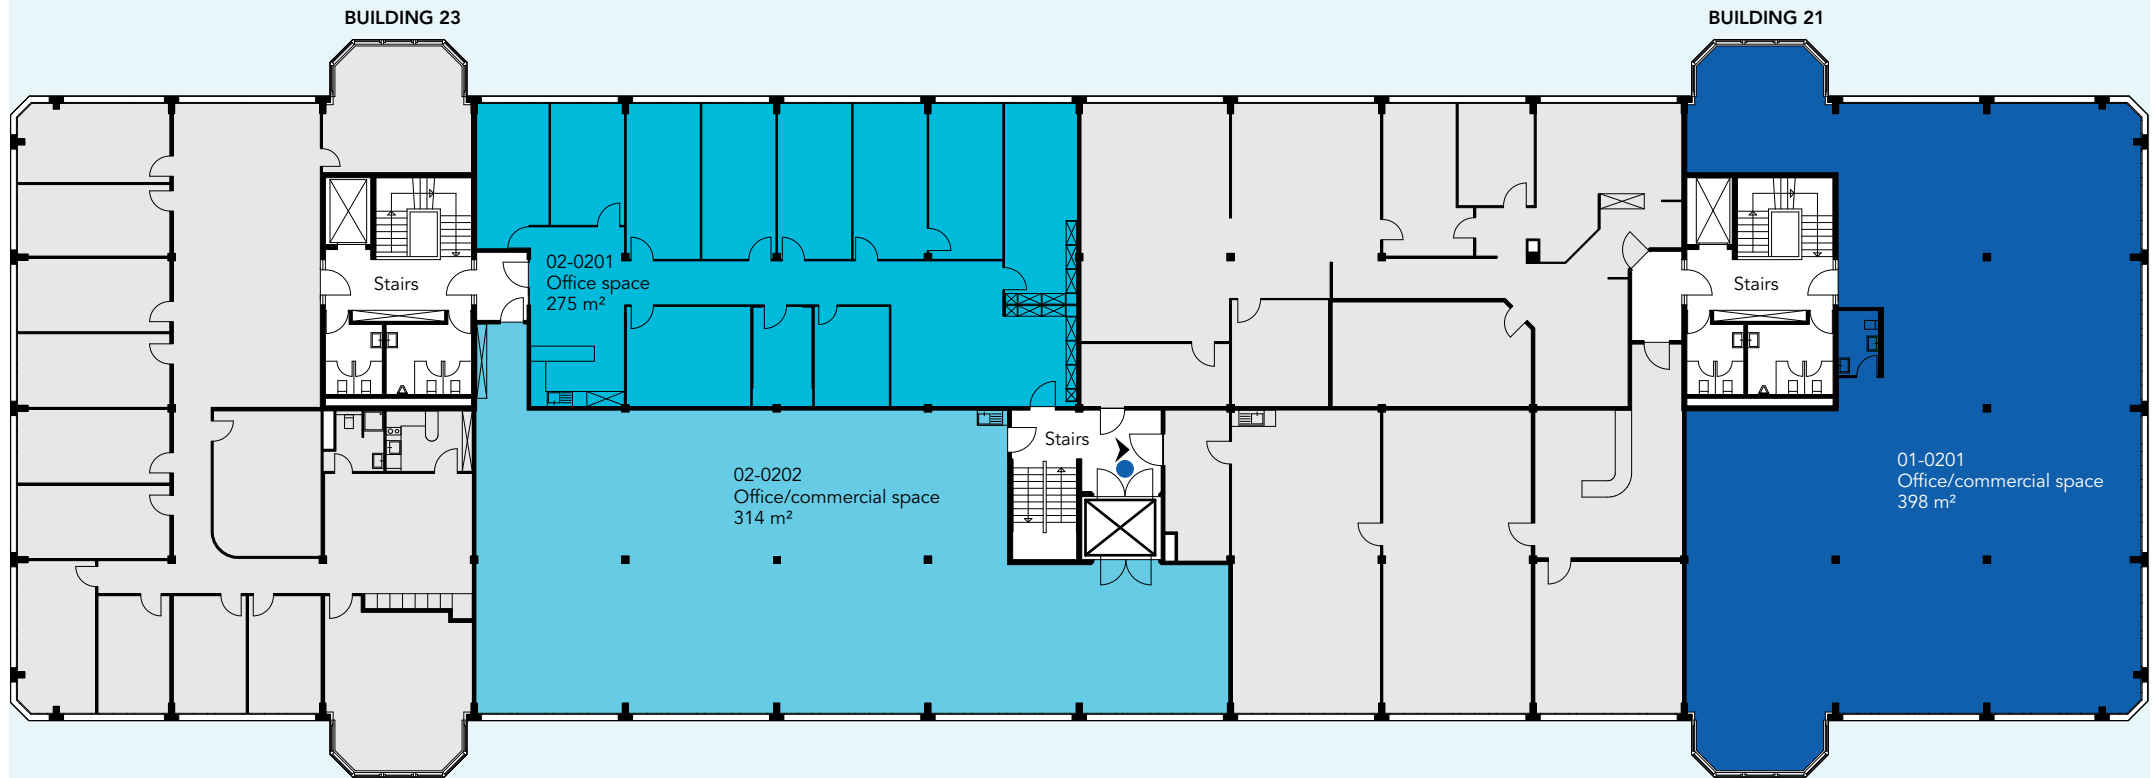 BUILDING 23
BUILDING 21
02-0201
Office space
275 m²
Stairs
Stairs
Stairs
02-0202
Office/commercial space
314 m²
01-0201
Office/commercial space
398 m²